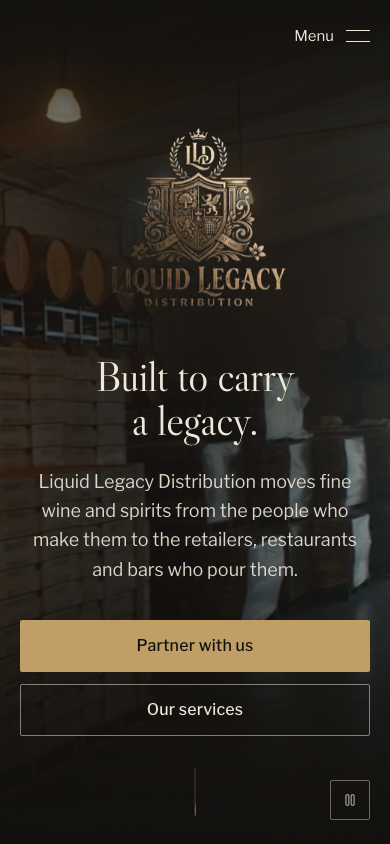 Menu
LLD
LIQUID LEGACY
DISTRIBUTION
Built to carry
a legacy.
Liquid Legacy Distribution moves fine
wine and spirits from the people who
make them to the retailers, restaurants
and bars who pour them.
Partner with us
Our services